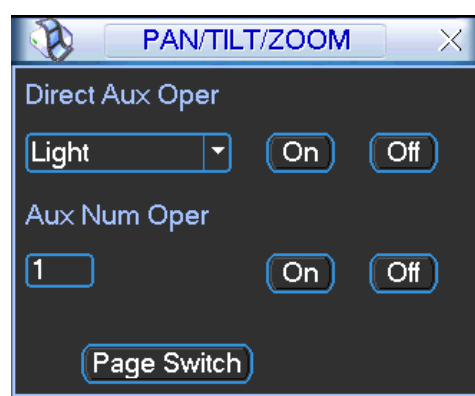 PAN/TILT/ZOOM
Direct Aux Oper
Light On Off
Aux Num Oper
1 On Off
Page Switch